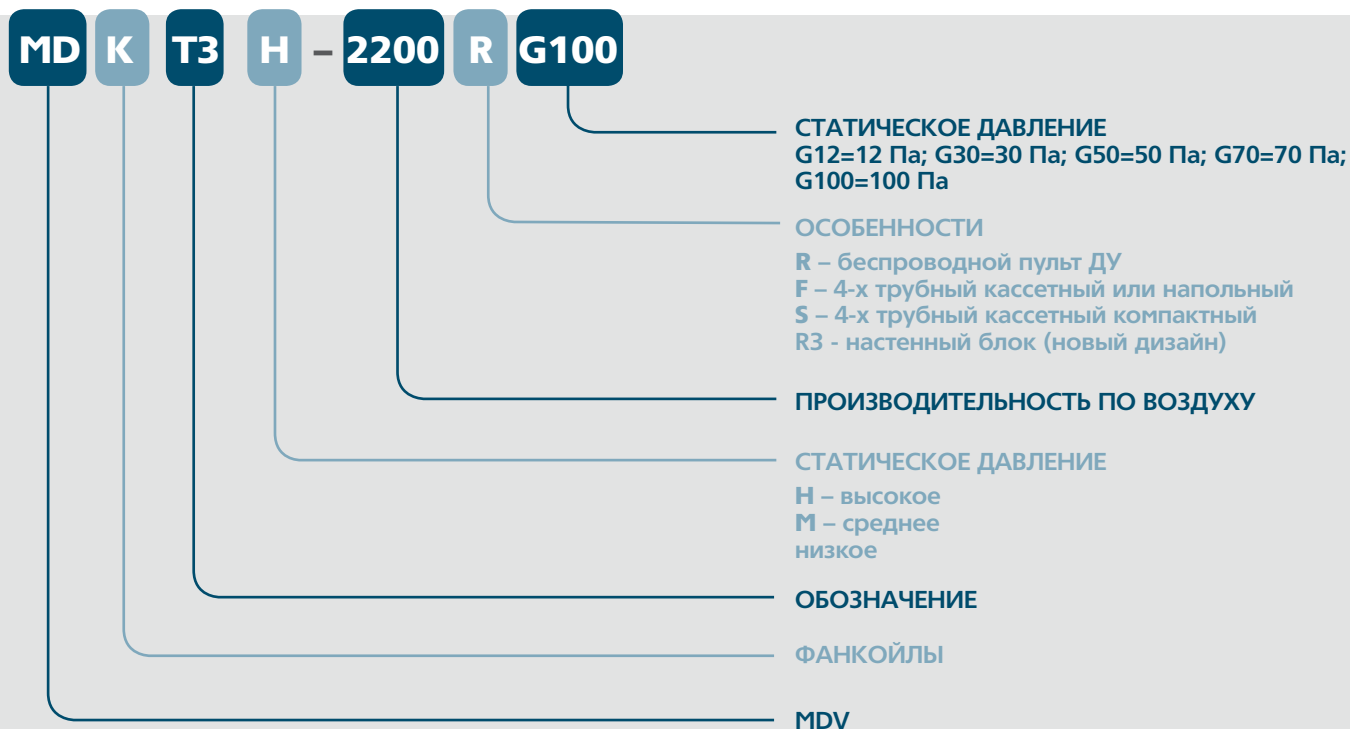 MD K T3 H – 2200 R G100
СТАТИЧЕСКОЕ ДАВЛЕНИЕ
G12=12 Па; G30=30 Па; G50=50 Па; G70=70 Па;
G100=100 Па
ОСОБЕННОСТИ
R – беспроводной пульт ДУ
F – 4-х трубный кассетный или напольный
S – 4-х трубный кассетный компактный
R3 - настенный блок (новый дизайн)
ПРОИЗВОДИТЕЛЬНОСТЬ ПО ВОЗДУХУ
СТАТИЧЕСКОЕ ДАВЛЕНИЕ
H – высокое
M – среднее
низкое
ОБОЗНАЧЕНИЕ
ФАНКОЙЛЫ
MDV